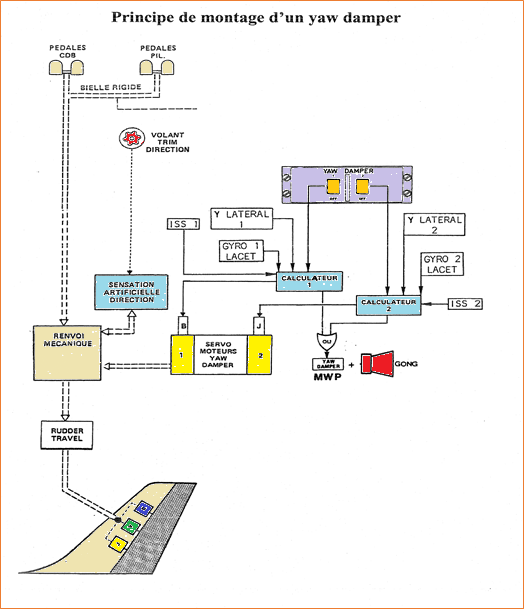 Principe de montage d'un yaw damper
PEDALES
CDB
PEDALES
PIL.
BIELLE RIGIDE
VOLANT
TRIM
DIRECTION
YAW DAMPER
OFF
OFF
ISS 1
Y LATERAL
1
GYRO 1
LACET
Y LATERAL
2
GYRO 2
LACET
SENSATION
ARTIFICIELLE
DIRECTION
CALCULATEUR
1
CALCULATEUR
2
ISS 2
B
J
RENVOI
MECANIQUE
1
SERVO
MOTEURS
YAW
DAMPER
2
OU
YAW
DAMPER
+
GONG
MWP
RUDDER
TRAVEL